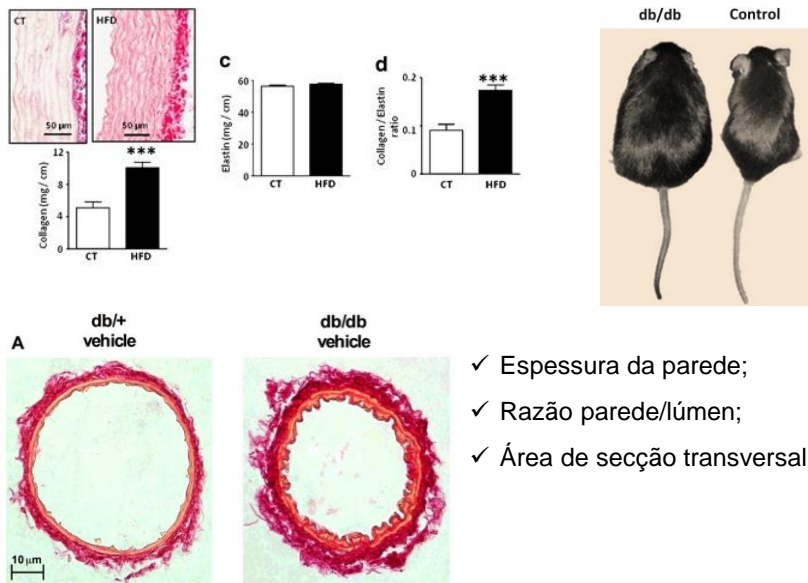 CT
HFD
50 µm
50 µm
***
Collagen (mg/ cm)
12
8
4
0
CT
HFD
c
Elastin (mg / cm)
60
40
20
0
CT
HFD
d
Collagen / Elastin
ratio
0.2
0.1
0
***
CT
HFD
db/db
Control
A
db/+
vehicle
db/db
vehicle
10 µm
✓ Espessura da parede;
✓ Razão parede/lúmen;
✓ Área de secção transversal